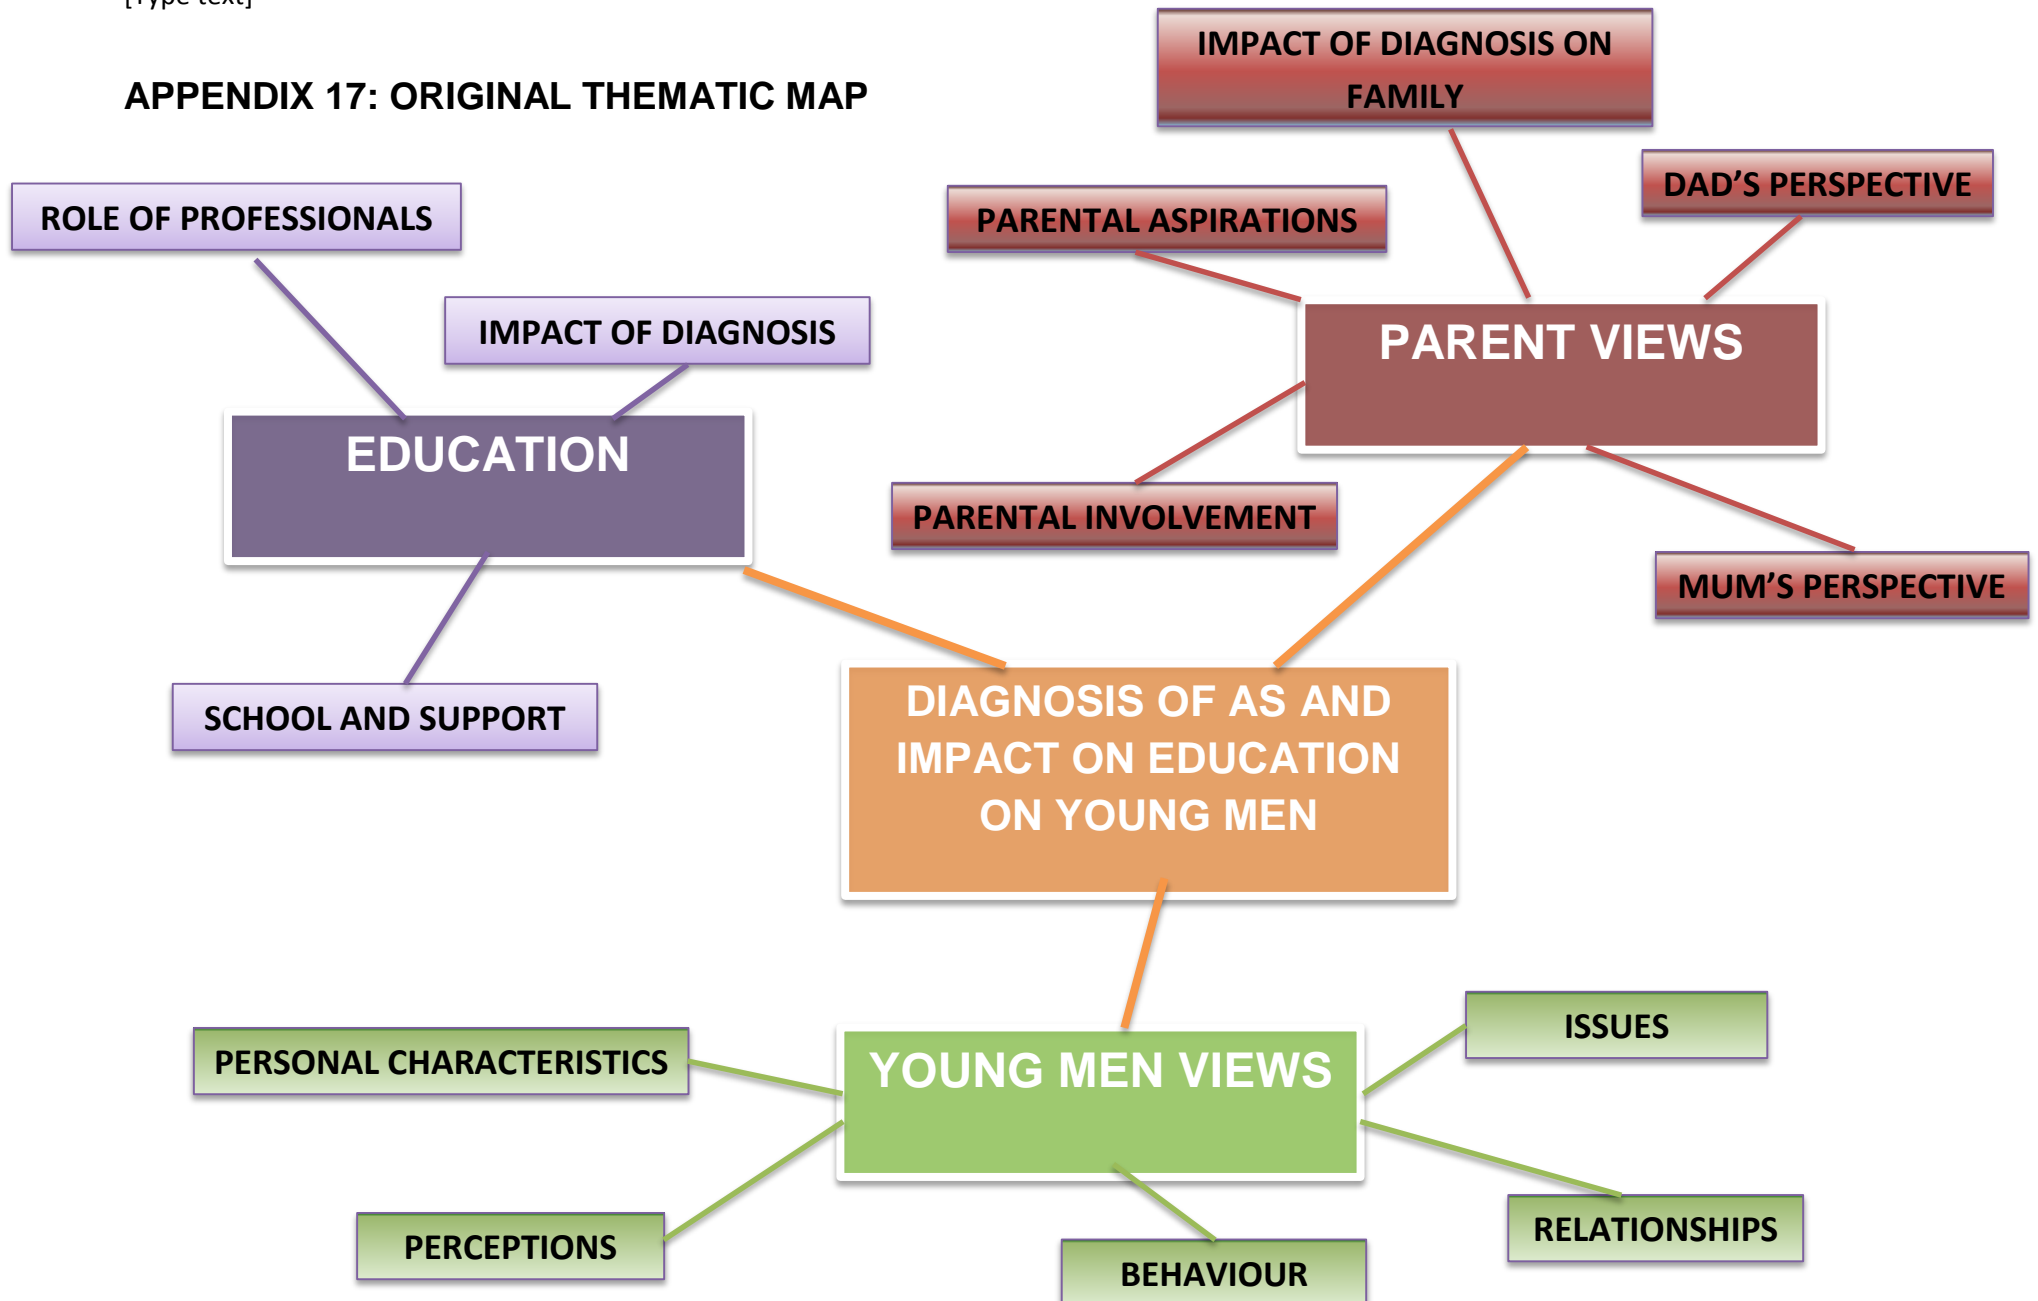 [Type text]
APPENDIX 17: ORIGINAL THEMATIC MAP
IMPACT OF DIAGNOSIS ON
FAMILY
DAD’S PERSPECTIVE
PARENTAL ASPIRATIONS
ROLE OF PROFESSIONALS
IMPACT OF DIAGNOSIS
PARENT VIEWS
EDUCATION
PARENTAL INVOLVEMENT
MUM’S PERSPECTIVE
SCHOOL AND SUPPORT
DIAGNOSIS OF AS AND
IMPACT ON EDUCATION
ON YOUNG MEN
ISSUES
PERSONAL CHARACTERISTICS
YOUNG MEN VIEWS
RELATIONSHIPS
PERCEPTIONS
BEHAVIOUR